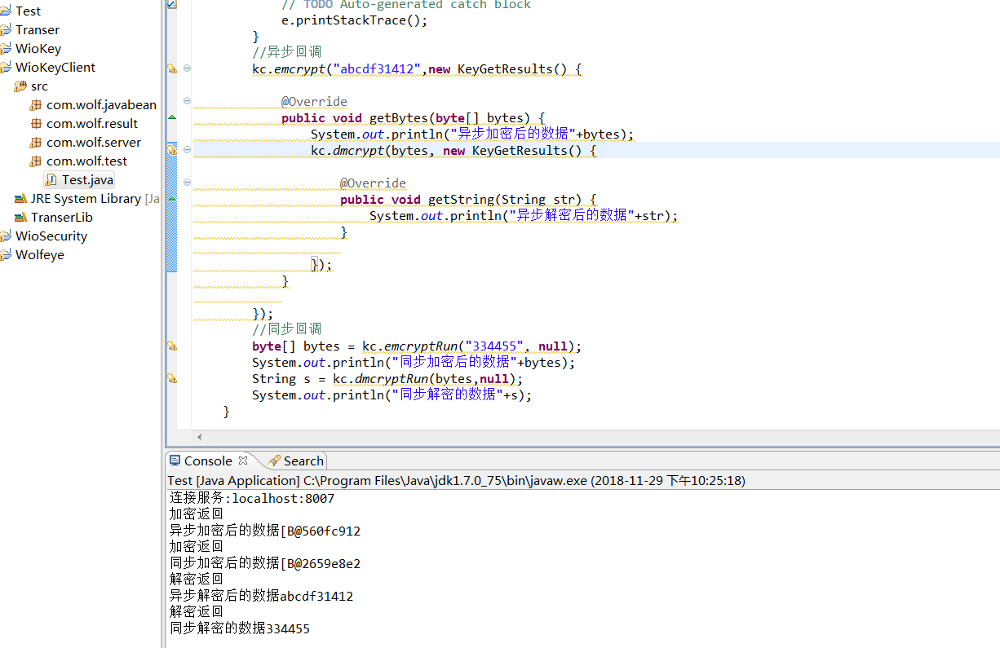 Test
Transer
WioKey
WioKeyClient
src
com.wolf.javabean
com.wolf.result
com.wolf.server
com.wolf.test
Test.java
JRE System Library [Ja
TranserLib
WioSecurity
Wolfeye
// TODO Auto-generated catch block
e.printStackTrace();
}
//异步回调
kc.emcrypt("abcdf31412",new KeyGetResults() {
@Override
public void getBytes(byte[] bytes) {
System.out.println("异步加密后的数据"+bytes);
kc.dmcrypt(bytes, new KeyGetResults() {
@Override
public void getString(String str) {
System.out.println("异步解密后的数据"+str);
}
});
}
});
//同步回调
byte[] bytes = kc.emcryptRun("334455", null);
System.out.println("同步加密后的数据"+bytes);
String s = kc.dmcryptRun(bytes,null);
System.out.println("同步解密的数据"+s);
}
Console Search
Test [Java Application] C:\Program Files\Java\jdk1.7.0_75\bin\javaw.exe (2018-11-29 下午10:25:18)
连接服务:localhost:8007
加密返回
异步加密后的数据[B@560fc912
加密返回
同步加密后的数据[B@2659e8e2
解密返回
异步解密后的数据abcdf31412
解密返回
同步解密的数据334455